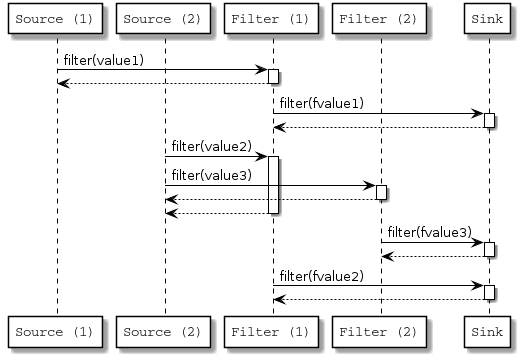 Source (1) Source (2) Filter (1) Filter (2) Sink
filter(value1)
filter(fvalue1)
filter(value2)
filter(value3)
filter(fvalue3)
filter(fvalue2)
Source (1) Source (2) Filter (1) Filter (2) Sink